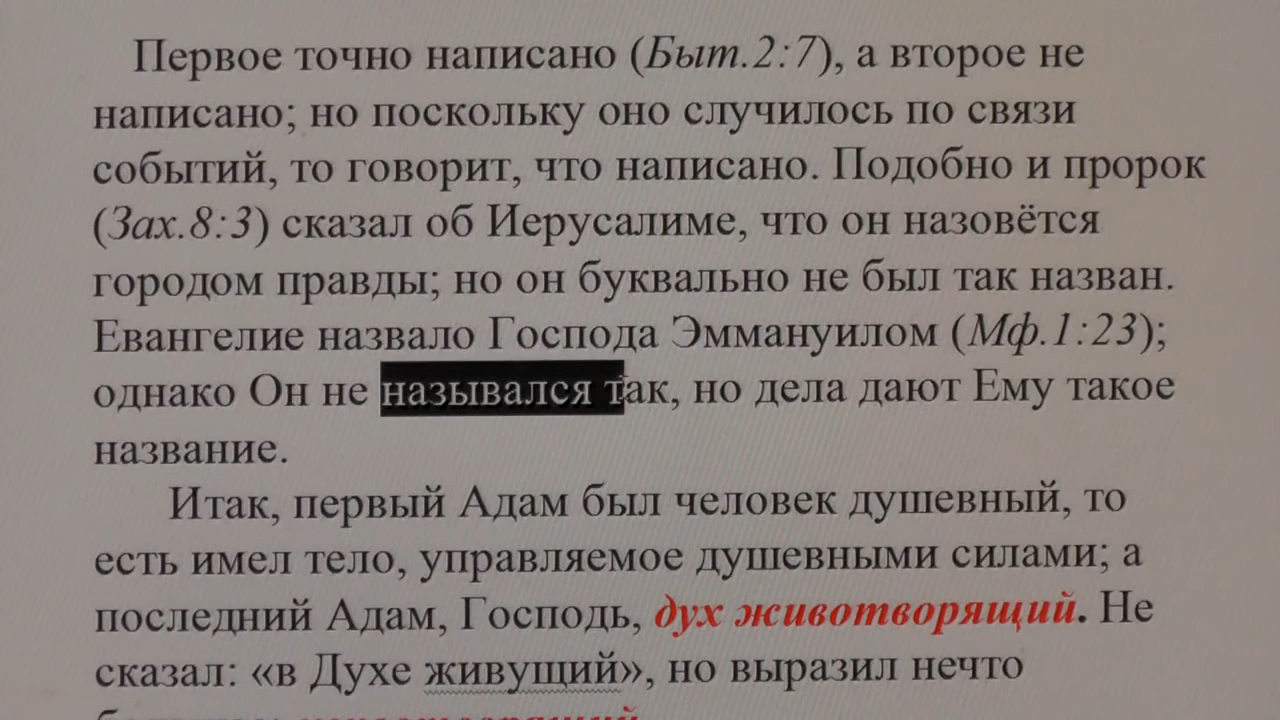 Первое точно написано (Быт.2:7), а второе не
написано; но поскольку оно случилось по связи
событий, то говорит, что написано. Подобно и пророк
(Зах.8:3) сказал об Иерусалиме, что он назовётся
городом правды; но он буквально не был так назван.
Евангелие назвало Господа Эммануилом (Мф.1:23);
однако Он не назывался так, но дела дают Ему такое
название.
Итак, первый Адам был человек душевный, то
есть имел тело, управляемое душевными силами; а
последний Адам, Господь, дух животворящий. Не
сказал: «в Духе живущий», но выразил нечто